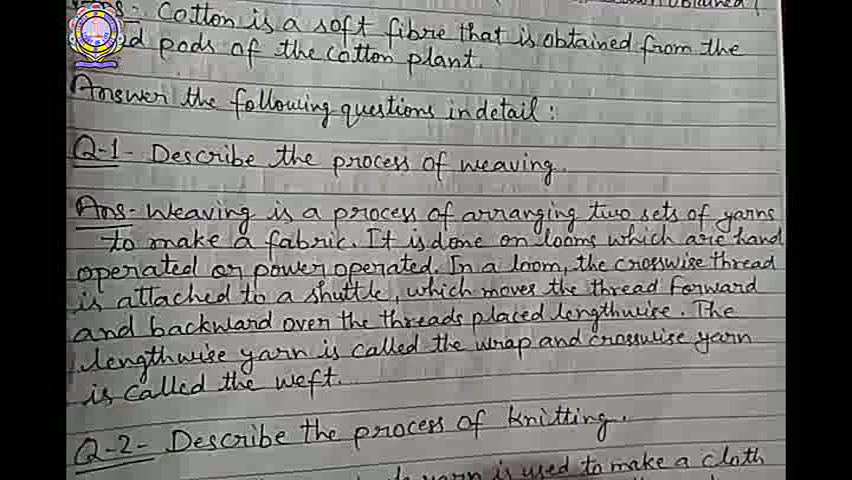 Ans:- Cotton is a soft fibre that is obtained from the
pods of the cotton plant.
Answer the following questions in detail :
Q-1- Describe the process of weaving.
Ans- Weaving is a process of arranging two sets of yarns
to make a fabric. It is done on looms which are hand
operated or power operated. In a loom, the crosswise thread
is attached to a shuttle, which moves the thread forward
and backward over the threads placed lengthwise. The
lengthwise yarn is called the wrap and crosswise yarn
is called the weft.
Q-2- Describe the process of knitting.
yarn is used to make a cloth